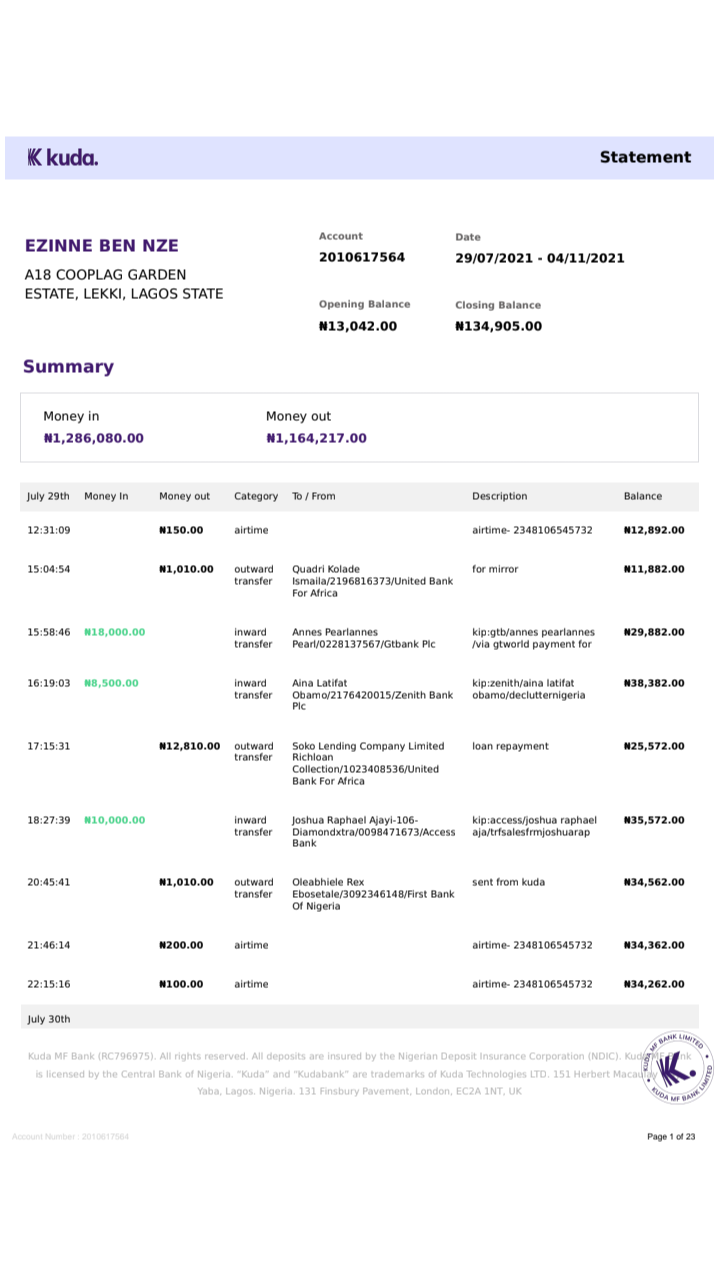 kuda.
Statement
EZINNE BEN NZE
A18 COOPLAG GARDEN
ESTATE, LEKKI, LAGOS STATE
Account
2010617564
Date
29/07/2021 - 04/11/2021
Opening Balance
₦13,042.00
Closing Balance
₦134,905.00
Summary
Money in
₦1,286,080.00
Money out
₦1,164,217.00
July 29th Money In Money out Category To / From Description Balance
12:31:09 ₦150.00 airtime airtime- 2348106545732 ₦12,892.00
15:04:54 ₦1,010.00 outward Quadri Kolade for mirror ₦11,882.00
transfer Ismaila/2196816373/United Bank
For Africa
15:58:46 ₦18,000.00 inward Annes Pearlannes kip:gtb/annes pearlannes ₦29,882.00
transfer Pearl/0228137567/Gtbank Plc /via gtworld payment for
16:19:03 ₦8,500.00 inward Aina Latifat kip:zenith/aina latifat ₦38,382.00
transfer Obamo/2176420015/Zenith Bank obamo/declutternigeria
Plc
17:15:31 ₦12,810.00 outward Soko Lending Company Limited loan repayment ₦25,572.00
transfer Richloan
Collection/1023408536/United
Bank For Africa
18:27:39 ₦10,000.00 inward Joshua Raphael Ajayi-106- kip:access/joshua raphael ₦35,572.00
transfer Diamondxtra/0098471673/Access aja/trfsalesfrmjoshuarap
Bank
20:45:41 ₦1,010.00 outward Oleabhiele Rex sent from kuda ₦34,562.00
transfer Ebosetale/3092346148/First Bank
Of Nigeria
21:46:14 ₦200.00 airtime airtime- 2348106545732 ₦34,362.00
22:15:16 ₦100.00 airtime airtime- 2348106545732 ₦34,262.00
July 30th
Kuda MF Bank (RC796975). All rights reserved. All deposits are insured by the Nigerian Deposit Insurance Corporation (NDIC). Kuda MF Bank
is licensed by the Central Bank of Nigeria. “Kuda” and “Kudabank” are trademarks of Kuda Technologies LTD. 151 Herbert Macaulay
Yaba, Lagos. Nigeria. 131 Finsbury Pavement, London, EC2A 1NT, UK
KUDA MF BANK LIMITED
KUDA MF BANK LIMITED
Account Number : 2010617564
Page 1 of 23